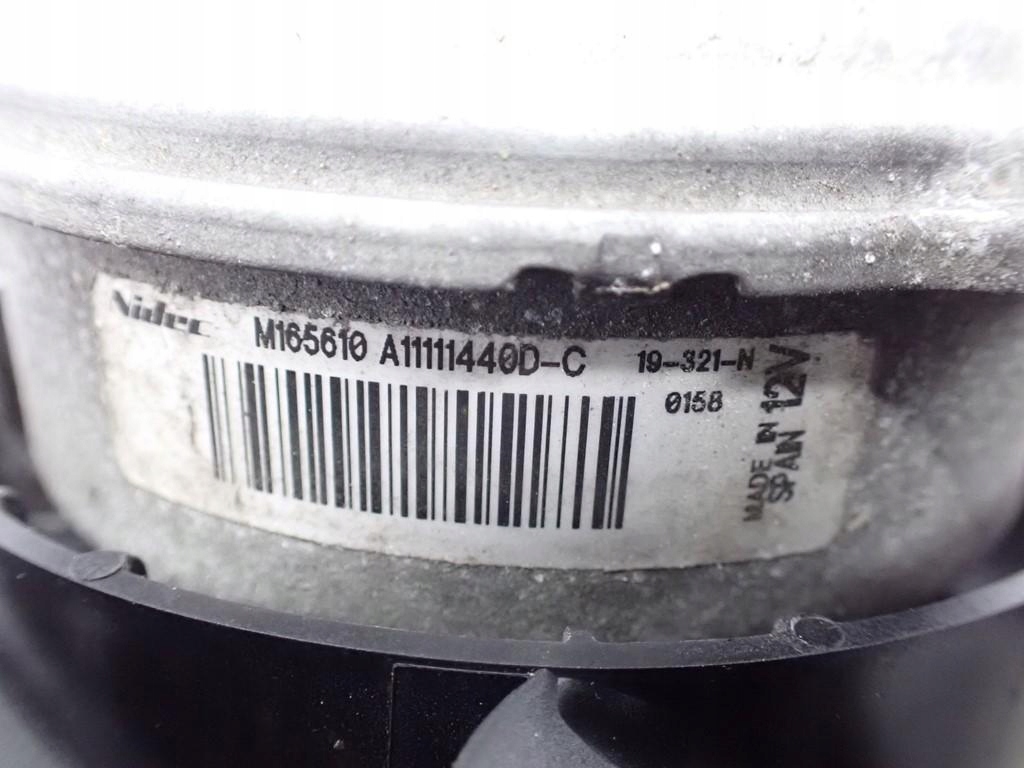 Nidec M165610 A11111440D-C 19-321-N
0158
MADE IN
SPAIN 12V